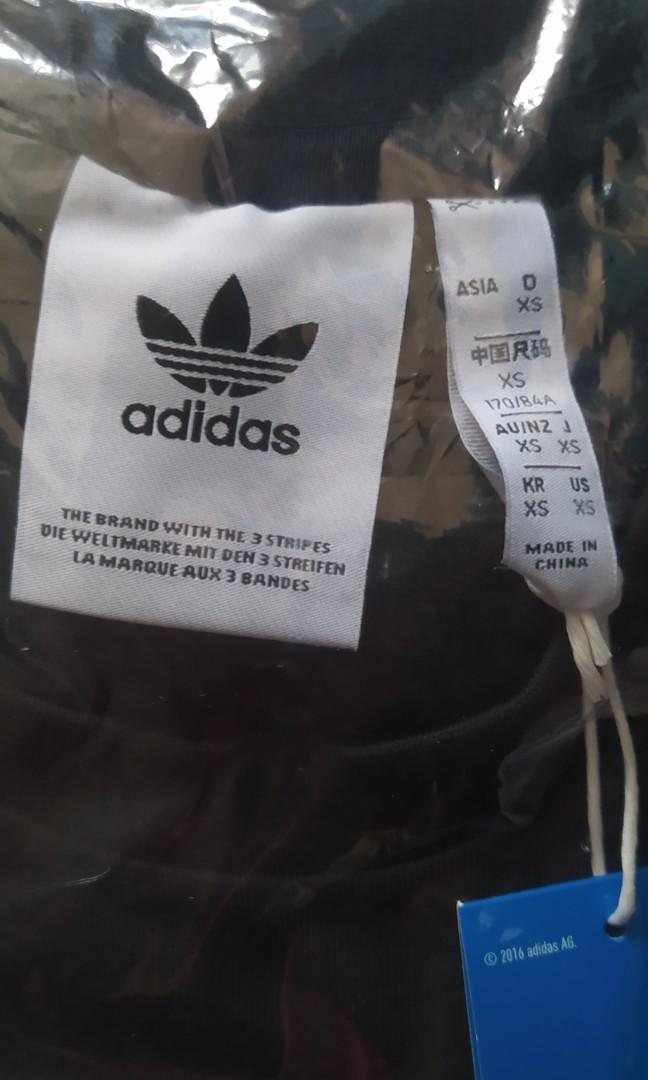 adidas
THE BRAND WITH THE 3 STRIPES
DIE WELTMARKE MIT DEN 3 STREIFEN
LA MARQUE AUX 3 BANDES
ASIA D
XS
中国尺码
XS
170/84A
AU/NZ J
XS XS
KR US
XS XS
MADE IN
CHINA
© 2016 adidas AG.